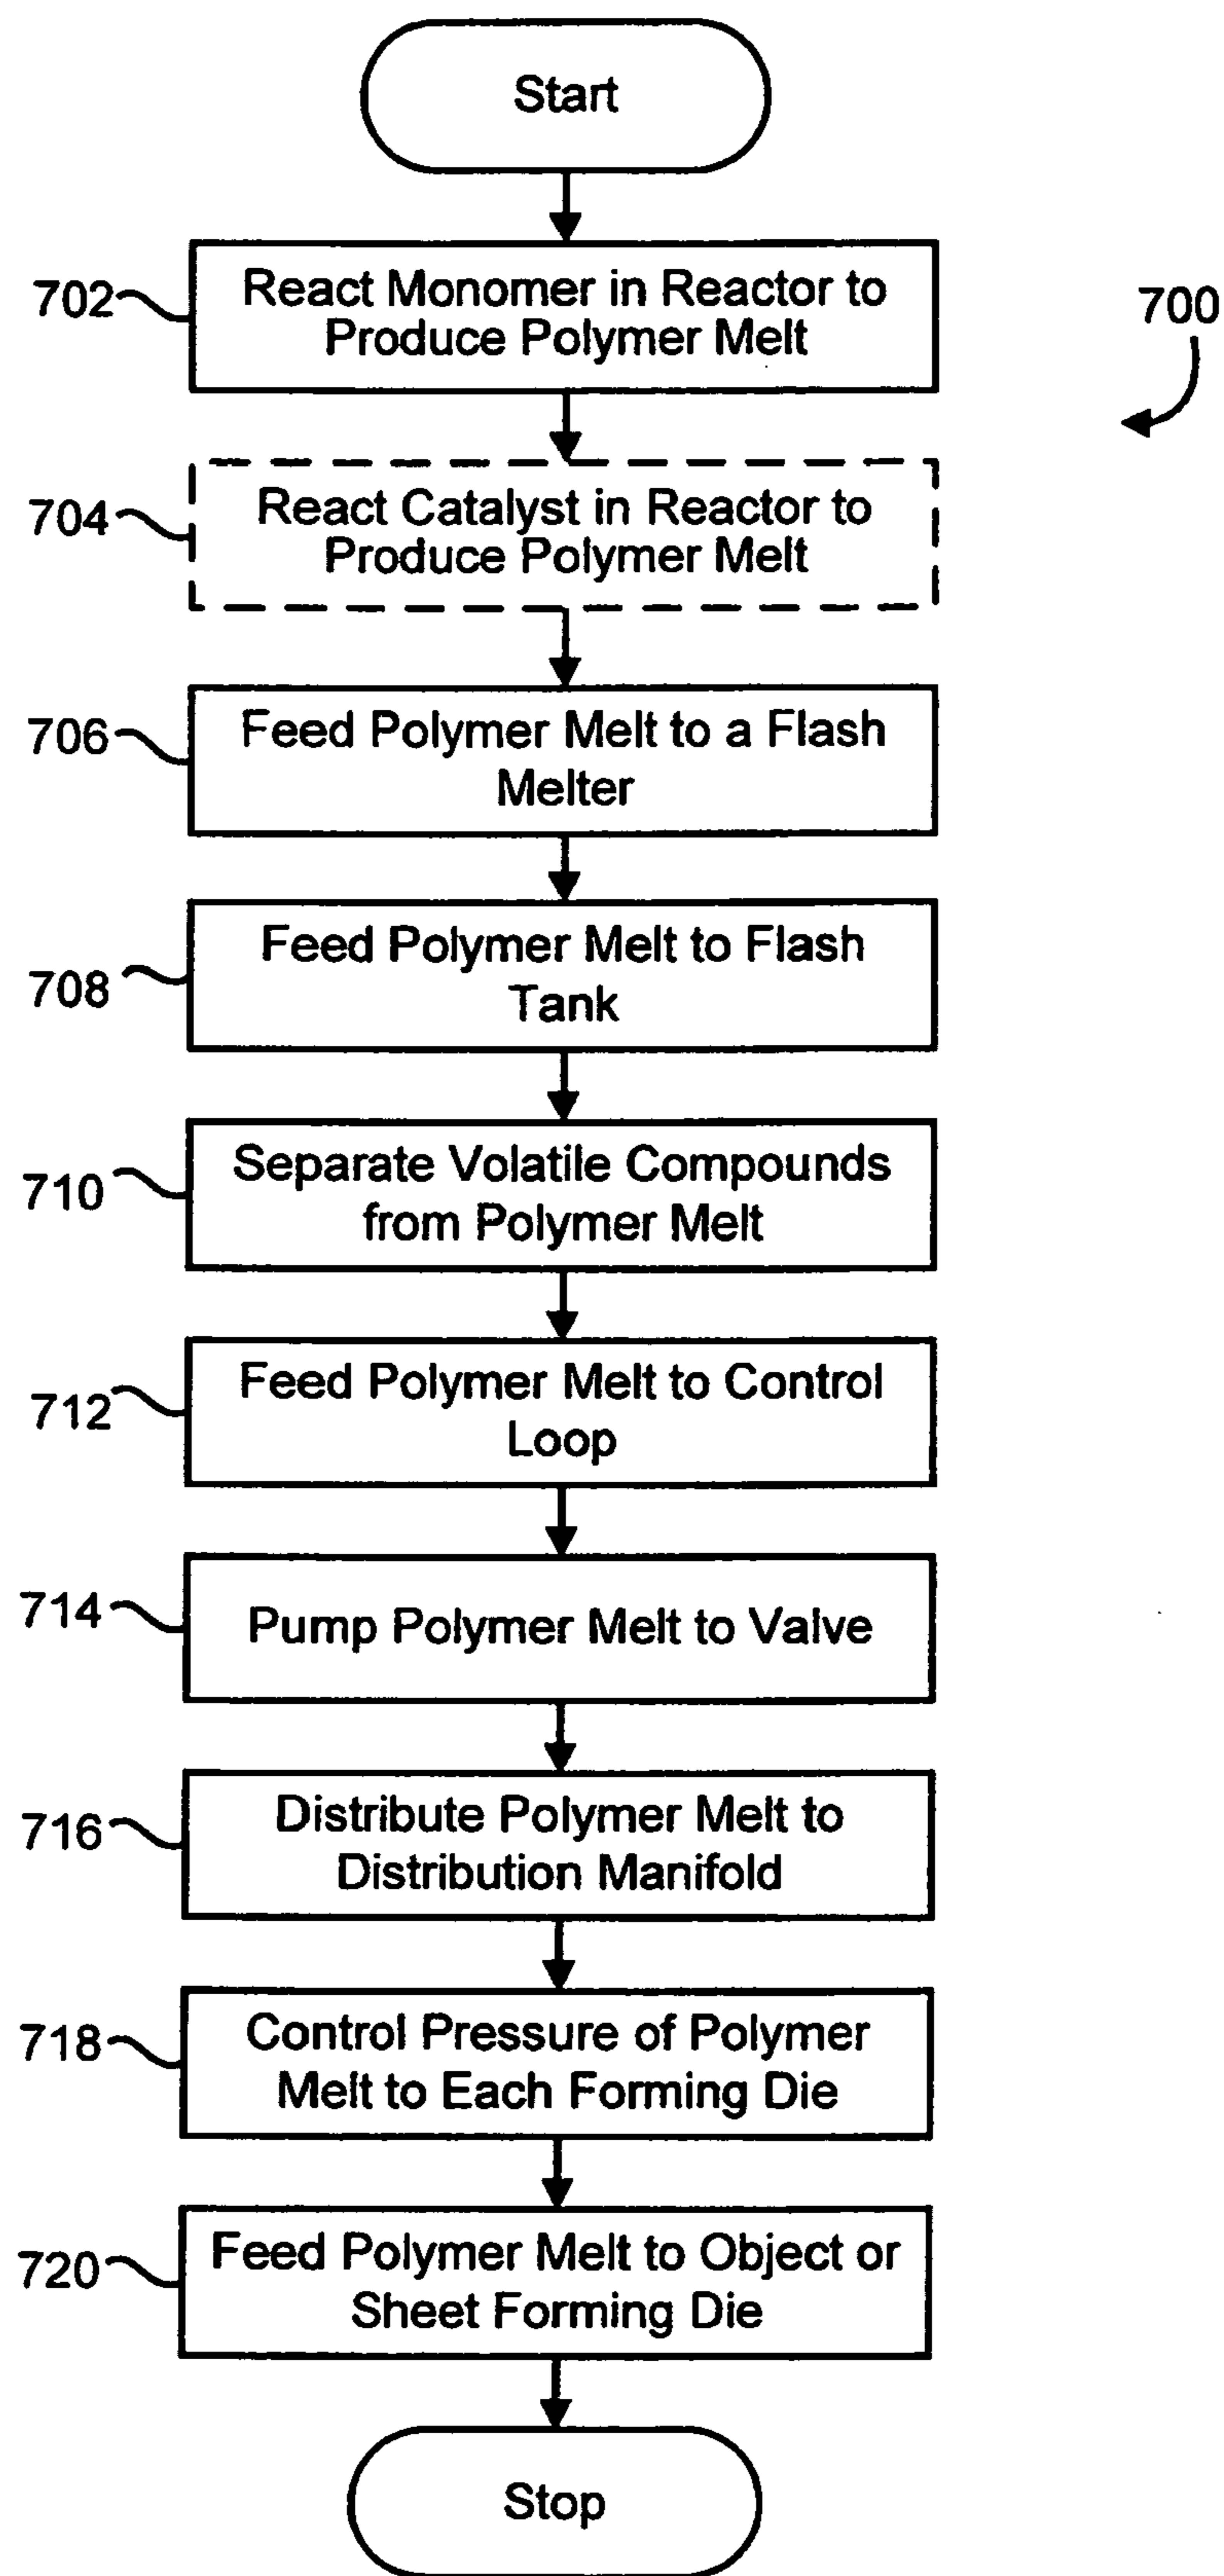 Start
702
React Monomer in Reactor to
Produce Polymer Melt
700
704
React Catalyst in Reactor to
Produce Polymer Melt
706
Feed Polymer Melt to a Flash
Melter
708
Feed Polymer Melt to Flash
Tank
710
Separate Volatile Compounds
from Polymer Melt
712
Feed Polymer Melt to Control
Loop
714
Pump Polymer Melt to Valve
716
Distribute Polymer Melt to
Distribution Manifold
718
Control Pressure of Polymer
Melt to Each Forming Die
720
Feed Polymer Melt to Object or
Sheet Forming Die
Stop